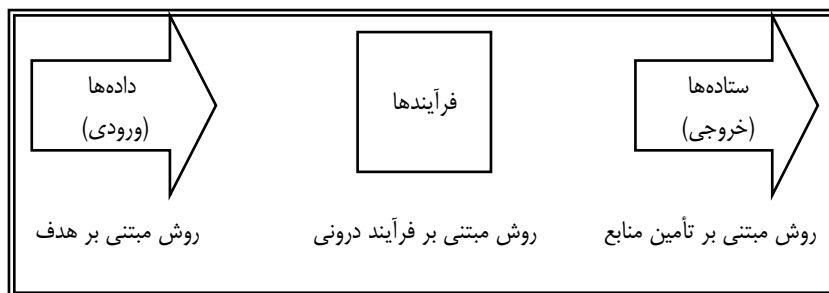 ستاده‌ها
(خروجی)
فرآیندها
داده‌ها
(ورودی)
روش مبتنی بر تأمین منابع
روش مبتنی بر فرآیند درونی
روش مبتنی بر هدف